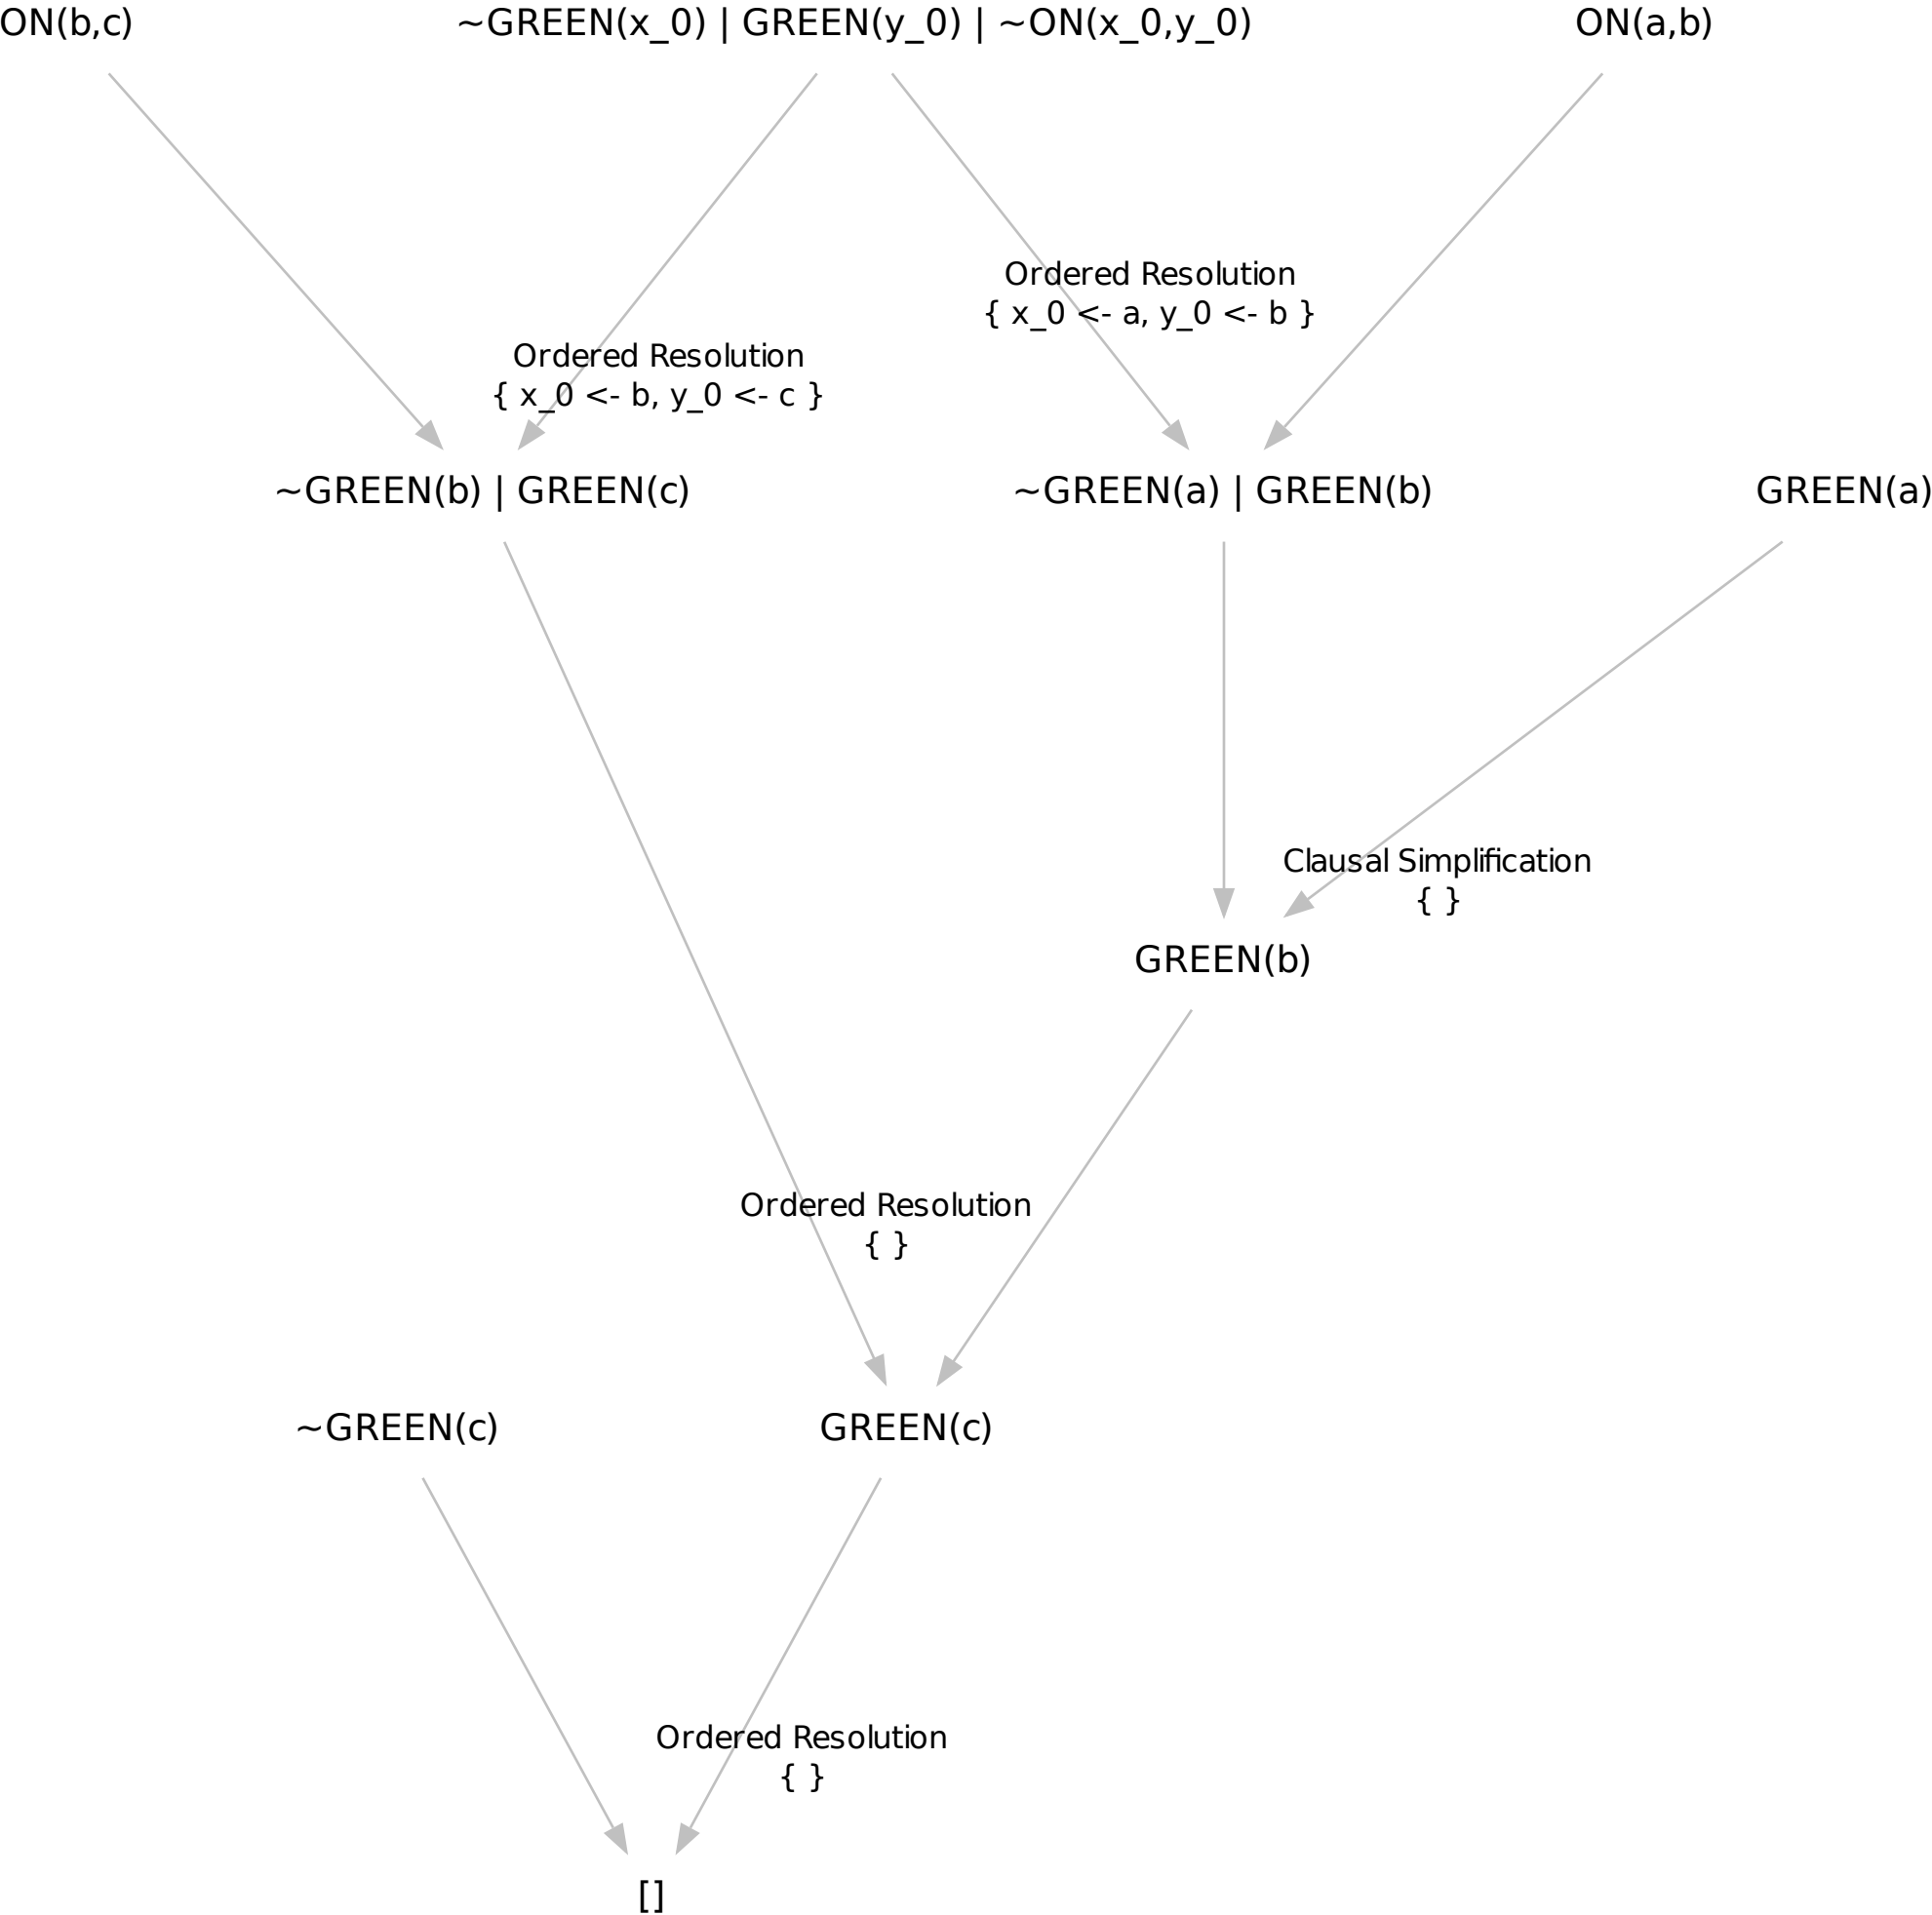 ON(b,c)
~GREEN(x_0) | GREEN(y_0) | ~ON(x_0,y_0)
ON(a,b)
Ordered Resolution
{ x_0 <- a, y_0 <- b }
Ordered Resolution
{ x_0 <- b, y_0 <- c }
~GREEN(b) | GREEN(c)
~GREEN(a) | GREEN(b)
GREEN(a)
Clausal Simplification
{ }
GREEN(b)
Ordered Resolution
{ }
~GREEN(c)
GREEN(c)
Ordered Resolution
{ }
[]